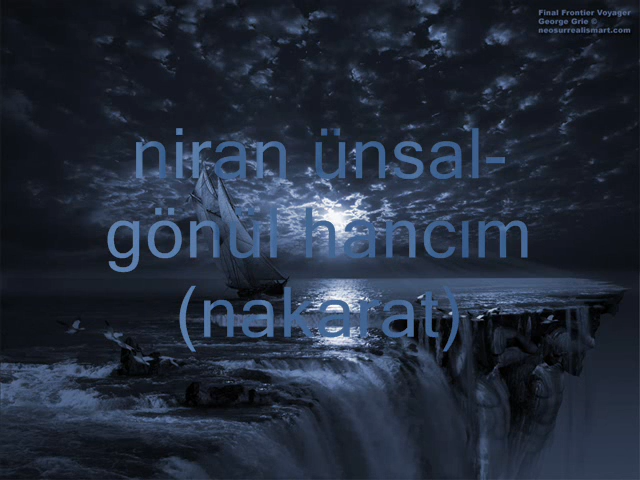 Final Frontier Voyager
George Grie ©
neosurrealismart.com
niran ünsal-
gönül hancım
(nakarat)